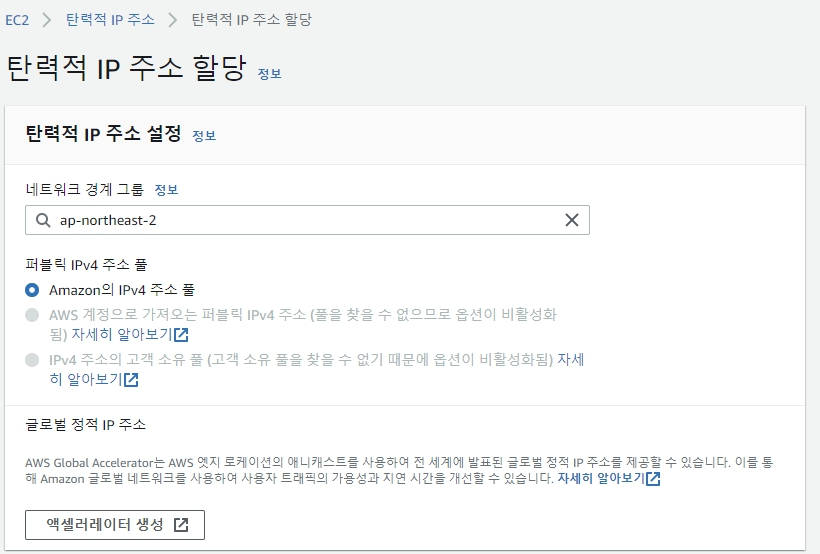 EC2 > 탄력적 IP 주소 > 탄력적 IP 주소 할당
탄력적 IP 주소 할당 정보
탄력적 IP 주소 설정 정보
네트워크 경계 그룹 정보
ap-northeast-2
퍼블릭 IPv4 주소 풀
Amazon의 IPv4 주소 풀
AWS 계정으로 가져오는 퍼블릭 IPv4 주소 (풀을 찾을 수 없으므로 옵션이 비활성화
됨) 자세히 알아보기
IPv4 주소의 고객 소유 풀 (고객 소유 풀을 찾을 수 없기 때문에 옵션이 비활성화됨) 자세
히 알아보기
글로벌 정적 IP 주소
AWS Global Accelerator는 AWS 엣지 로케이션의 애니캐스트를 사용하여 전 세계에 발표된 글로벌 정적 IP 주소를 제공할 수 있습니다. 이를 통
해 Amazon 글로벌 네트워크를 사용하여 사용자 트래픽의 가용성과 지연 시간을 개선할 수 있습니다. 자세히 알아보기
액셀러레이터 생성